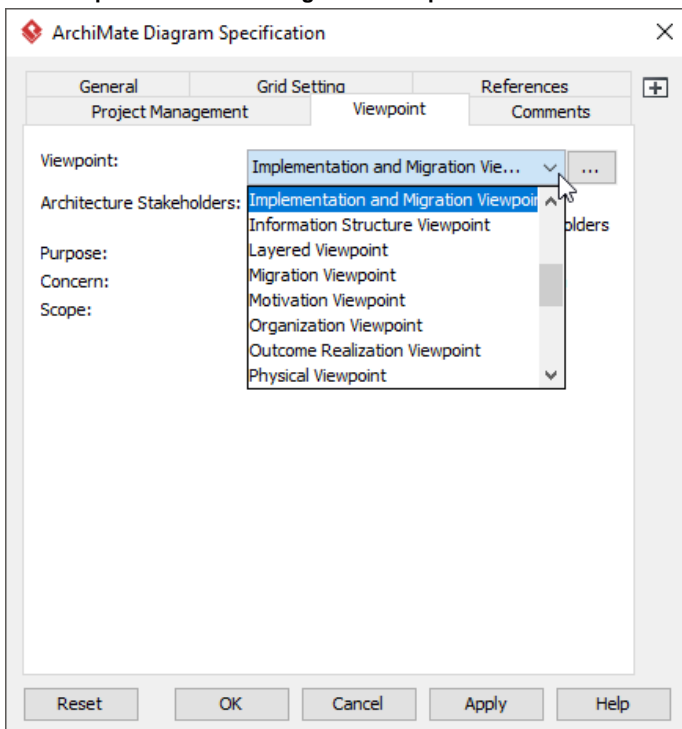 ArchiMate Diagram Specification
General Grid Setting References
Project Management Viewpoint Comments
Viewpoint: Implementation and Migration Vie... ...
Architecture Stakeholders: Implementation and Migration Viewpoin
Information Structure Viewpoint olders
Purpose: Layered Viewpoint
Concern: Migration Viewpoint
Scope: Motivation Viewpoint
Organization Viewpoint
Outcome Realization Viewpoint
Physical Viewpoint
Reset OK Cancel Apply Help